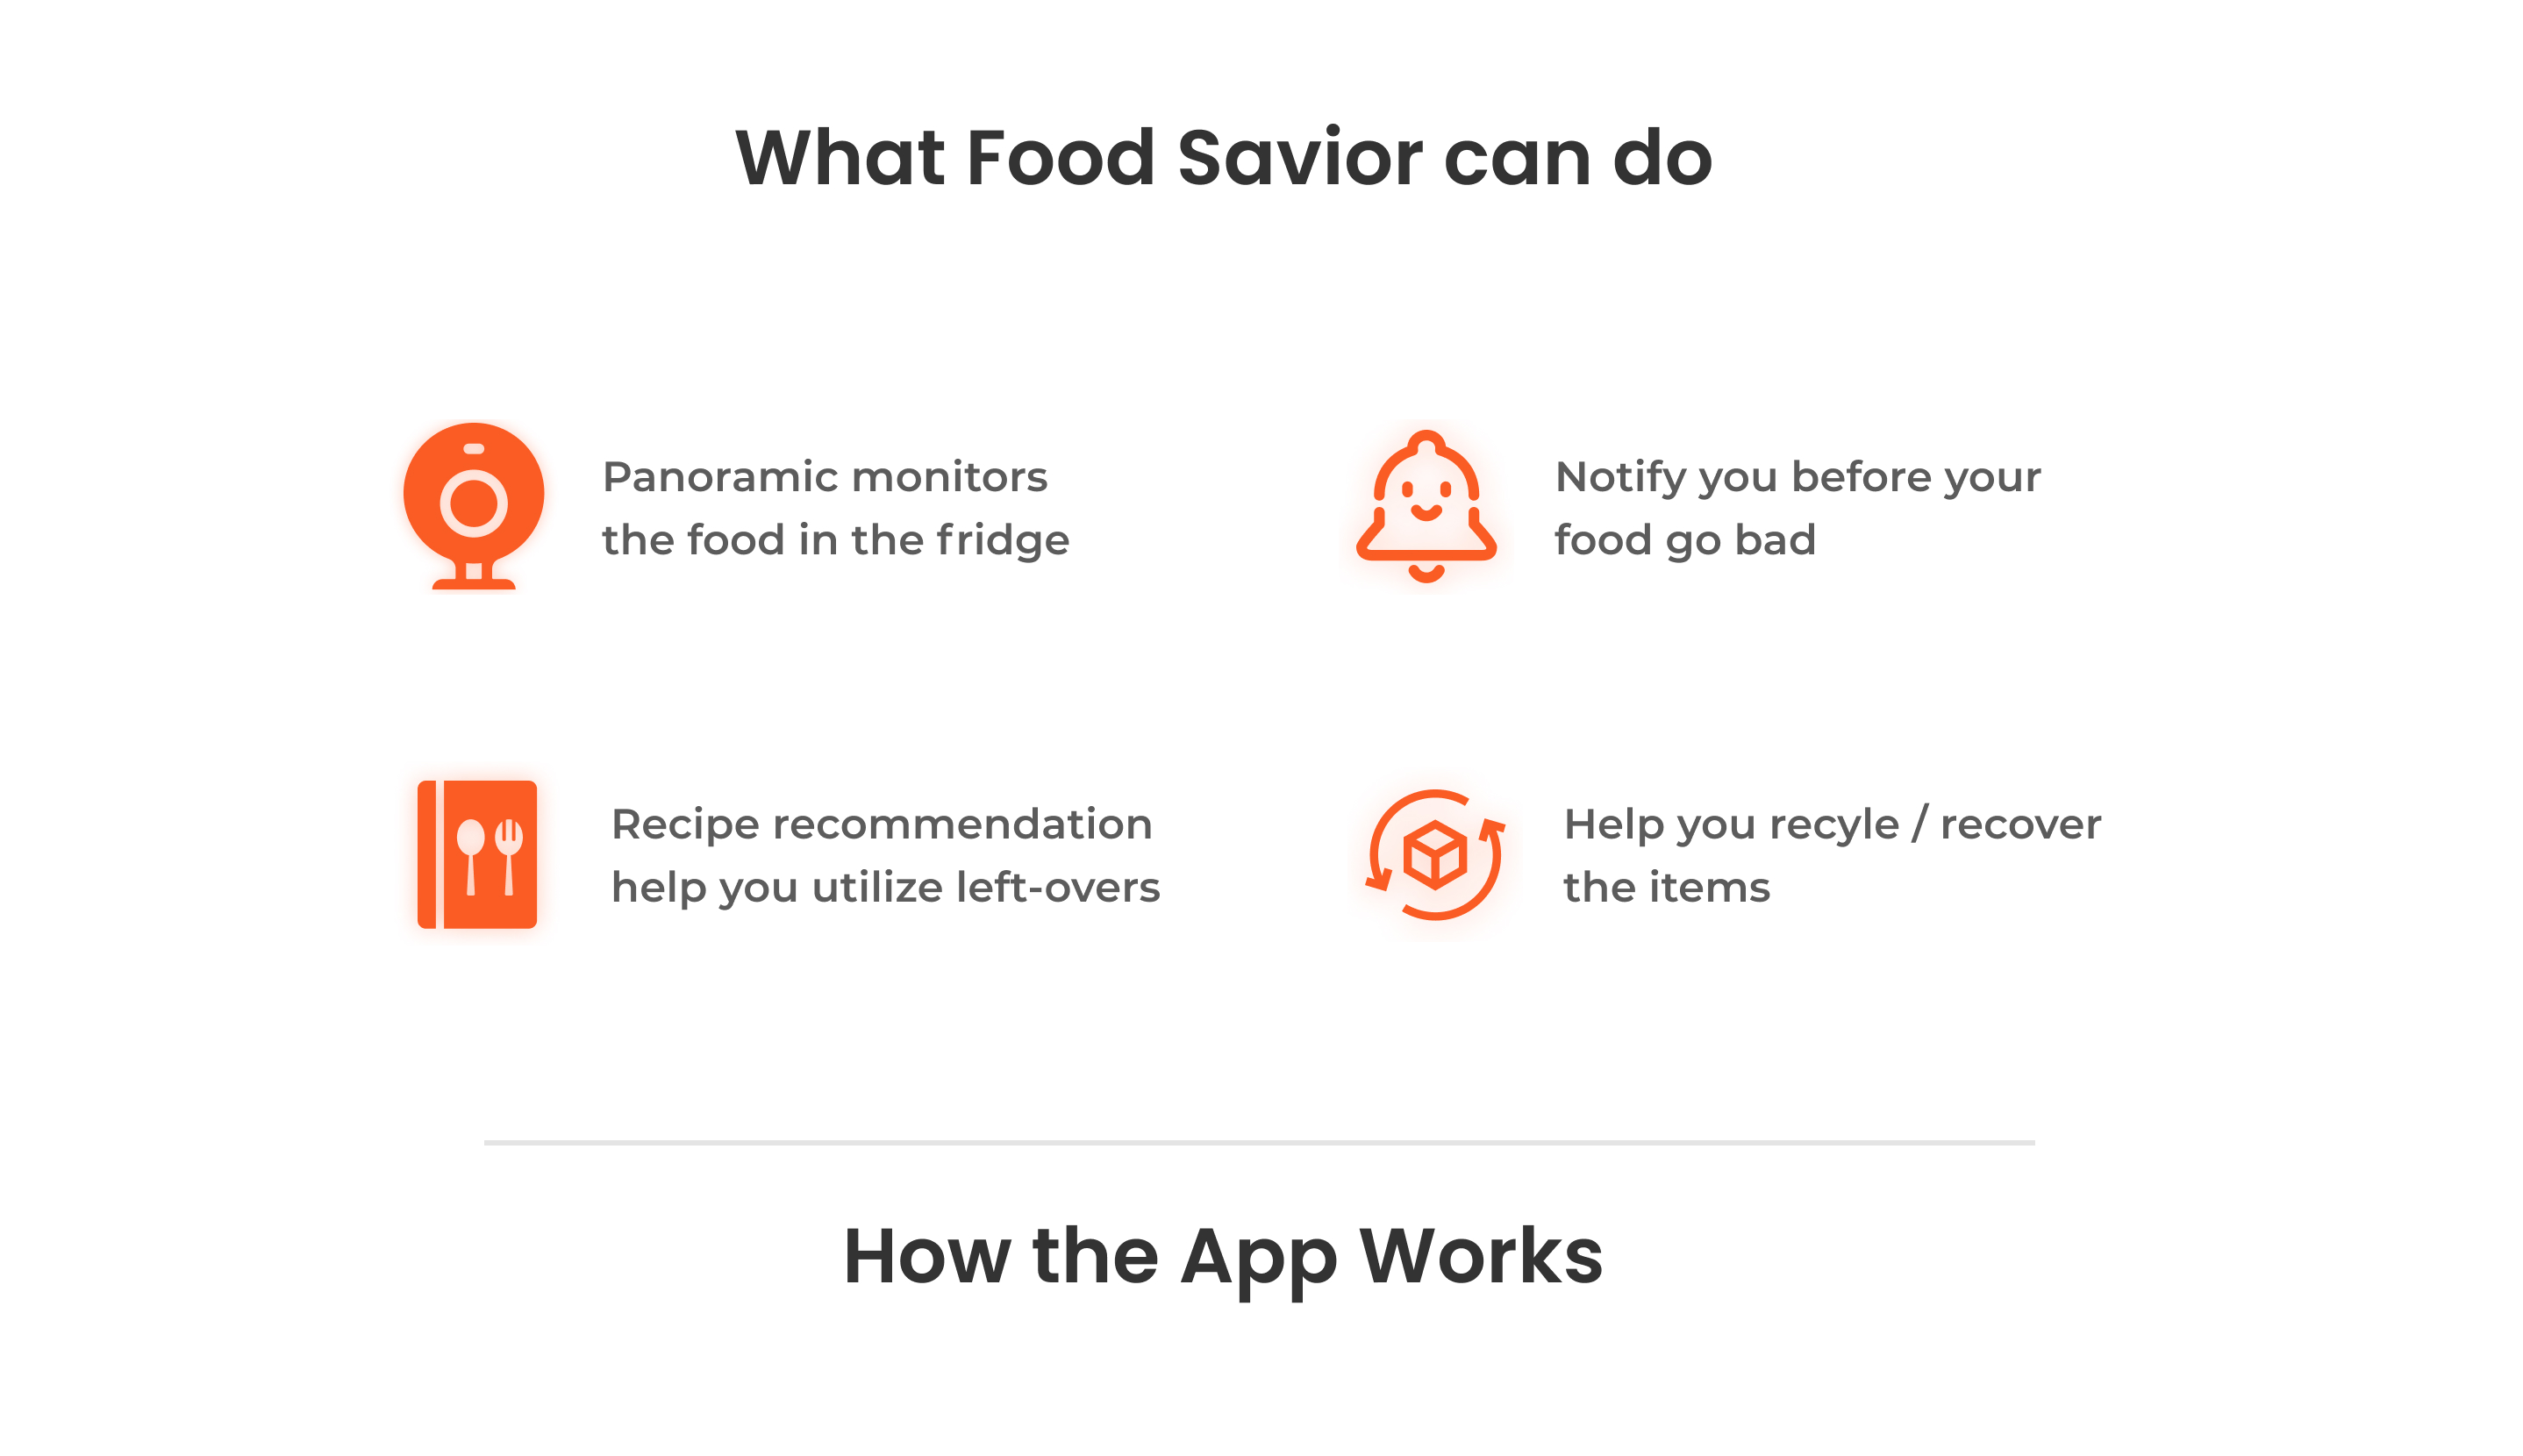 What Food Savior can do
Panoramic monitors
the food in the fridge
Notify you before your
food go bad
Recipe recommendation
help you utilize left-overs
Help you recyle / recover
the items
How the App Works